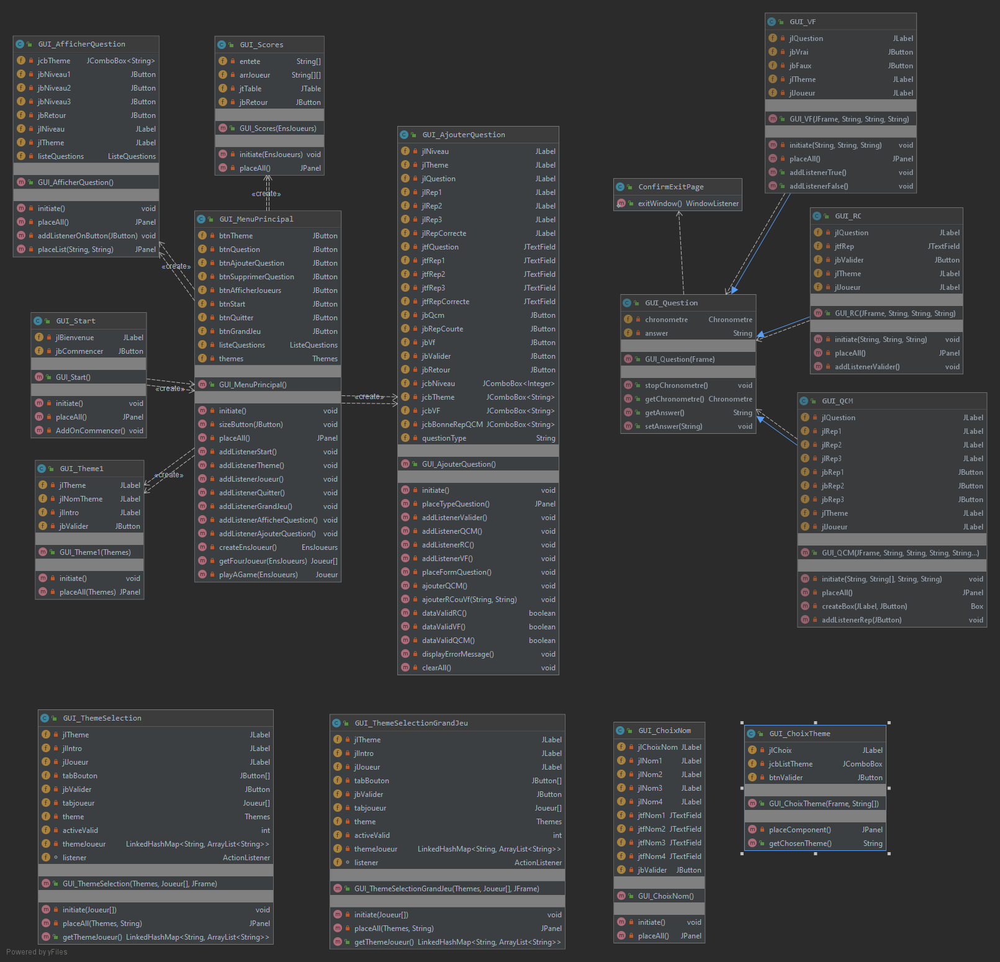 GUI_AfficherQuestion
jcbTheme JComboBox<String>
jbNiveau1 JButton
jbNiveau2 JButton
jbNiveau3 JButton
jbRetour JButton
jlNiveau JLabel
jlTheme JLabel
listeQuestions ListeQuestions
GUI_AfficherQuestion()
initiate() void
placeAll() JPanel
addListenerOnButton(JButton) void
placeList(String, String) JPanel
GUI_Scores
entete String[]
arrJoueur String[][]
jtTable JTable
jbRetour JButton
GUI_Scores(EnsJoueurs)
initiate(EnsJoueurs) void
placeAll() JPanel
«create»
«create»
GUI_MenuPrincipal
btnTheme JButton
btnQuestion JButton
btnAjouterQuestion JButton
btnSupprimerQuestion JButton
btnAfficherJoueurs JButton
btnStart JButton
btnQuitter JButton
btnGrandJeu JButton
listeQuestions ListeQuestions
themes Themes
GUI_MenuPrincipal()
initiate() void
sizeButton(JButton) void
placeAll() JPanel
addListenerStart() void
addListenerTheme() void
addListenerJoueur() void
addListenerQuitter() void
addListenerGrandJeu() void
addListenerAfficherQuestion() void
addListenerAjouterQuestion() void
createEnsJoueur() EnsJoueurs
getFourJoueur(EnsJoueurs) Joueur[]
playAGame(EnsJoueurs) Joueur
GUI_Start
jlBienvenue JLabel
jbCommencer JButton
GUI_Start()
initiate() void
placeAll() JPanel
AddOnCommencer() void
«create»
«create»
«create»
GUI_Theme1
jlTheme JLabel
jlNomTheme JLabel
jlIntro JLabel
jbValider JButton
GUI_Theme1(Themes)
initiate() void
placeAll(Themes) JPanel
GUI_AjouterQuestion
jlNiveau JLabel
jlTheme JLabel
jlQuestion JLabel
jlRep1 JLabel
jlRep2 JLabel
jlRep3 JLabel
jlRepCorrecte JLabel
jtfQuestion JTextField
jtfRep1 JTextField
jtfRep2 JTextField
jtfRep3 JTextField
jtfRepCorrecte JTextField
jbQcm JButton
jbRepCourte JButton
jbVf JButton
jbValider JButton
jbRetour JButton
jcbNiveau JComboBox<Integer>
jcbTheme JComboBox<String>
jcbVF JComboBox<String>
jcbBonneRepQCM JComboBox<String>
questionType String
GUI_AjouterQuestion()
initiate() void
placeTypeQuestion() JPanel
addListenerValider() void
addListenerQCM() void
addListenerRC() void
addListenerVF() void
placeFormQuestion() void
ajouterQCM() void
ajouterRCouVf(String, String) void
dataValidRC() boolean
dataValidVF() boolean
dataValidQCM() boolean
displayErrorMessage() void
clearAll() void
GUI_VF
jlQuestion JLabel
jbVrai JButton
jbFaux JButton
jlTheme JLabel
jlJoueur JLabel
GUI_VF(JFrame, String, String, String)
initiate(String, String, String) void
placeAll() JPanel
addListenerTrue() void
addListenerFalse() void
ConfirmExitPage
exitWindow() WindowListener
GUI_RC
jlQuestion JLabel
jtfRep JTextField
jbValider JButton
jlTheme JLabel
jlJoueur JLabel
GUI_RC(JFrame, String, String, String)
initiate(String, String, String) void
placeAll() JPanel
addListenerValider() void
GUI_Question
chronometre Chronometre
answer String
GUI_Question(Frame)
stopChronometre() void
getChronometre() Chronometre
getAnswer() String
setAnswer(String) void
GUI_QCM
jlQuestion JLabel
jlRep1 JLabel
jlRep2 JLabel
jlRep3 JLabel
jbRep1 JButton
jbRep2 JButton
jbRep3 JButton
jlTheme JLabel
jlJoueur JLabel
GUI_QCM(JFrame, String, String, String, String...)
initiate(String, String[], String, String) void
placeAll() JPanel
createBox(JLabel, JButton) Box
addListenerRep(JButton) void
GUI_ThemeSelection
jlTheme JLabel
jlIntro JLabel
jlJoueur JLabel
tabBouton JButton[]
jbValider JButton
tabjoueur Joueur[]
theme Themes
activeValid int
themeJoueur LinkedHashMap<String, ArrayList<String>>
listener ActionListener
GUI_ThemeSelection(Themes, Joueur[], JFrame)
initiate(Joueur[]) void
placeAll(Themes, String) JPanel
getThemeJoueur() LinkedHashMap<String, ArrayList<String>>
GUI_ThemeSelectionGrandJeu
jlTheme JLabel
jlIntro JLabel
jlJoueur JLabel
tabBouton JButton[]
jbValider JButton
tabjoueur Joueur[]
theme Themes
activeValid int
themeJoueur LinkedHashMap<String, ArrayList<String>>
listener ActionListener
GUI_ThemeSelectionGrandJeu(Themes, Joueur[], JFrame)
initiate(Joueur[]) void
placeAll(Themes, String) JPanel
getThemeJoueur() LinkedHashMap<String, ArrayList<String>>
GUI_ChoixNom
jlChoixNom JLabel
jlNom1 JLabel
jlNom2 JLabel
jlNom3 JLabel
jlNom4 JLabel
jtfNom1 JTextField
jtfNom2 JTextField
jtfNom3 JTextField
jtfNom4 JTextField
jbValider JButton
GUI_ChoixNom()
initiate() void
placeAll() JPanel
GUI_ChoixTheme
jlChoix JLabel
jcbListTheme JComboBox
btnValider JButton
GUI_ChoixTheme(Frame, String[])
placeComponent() JPanel
getChosenTheme() String
Powered by yFiles